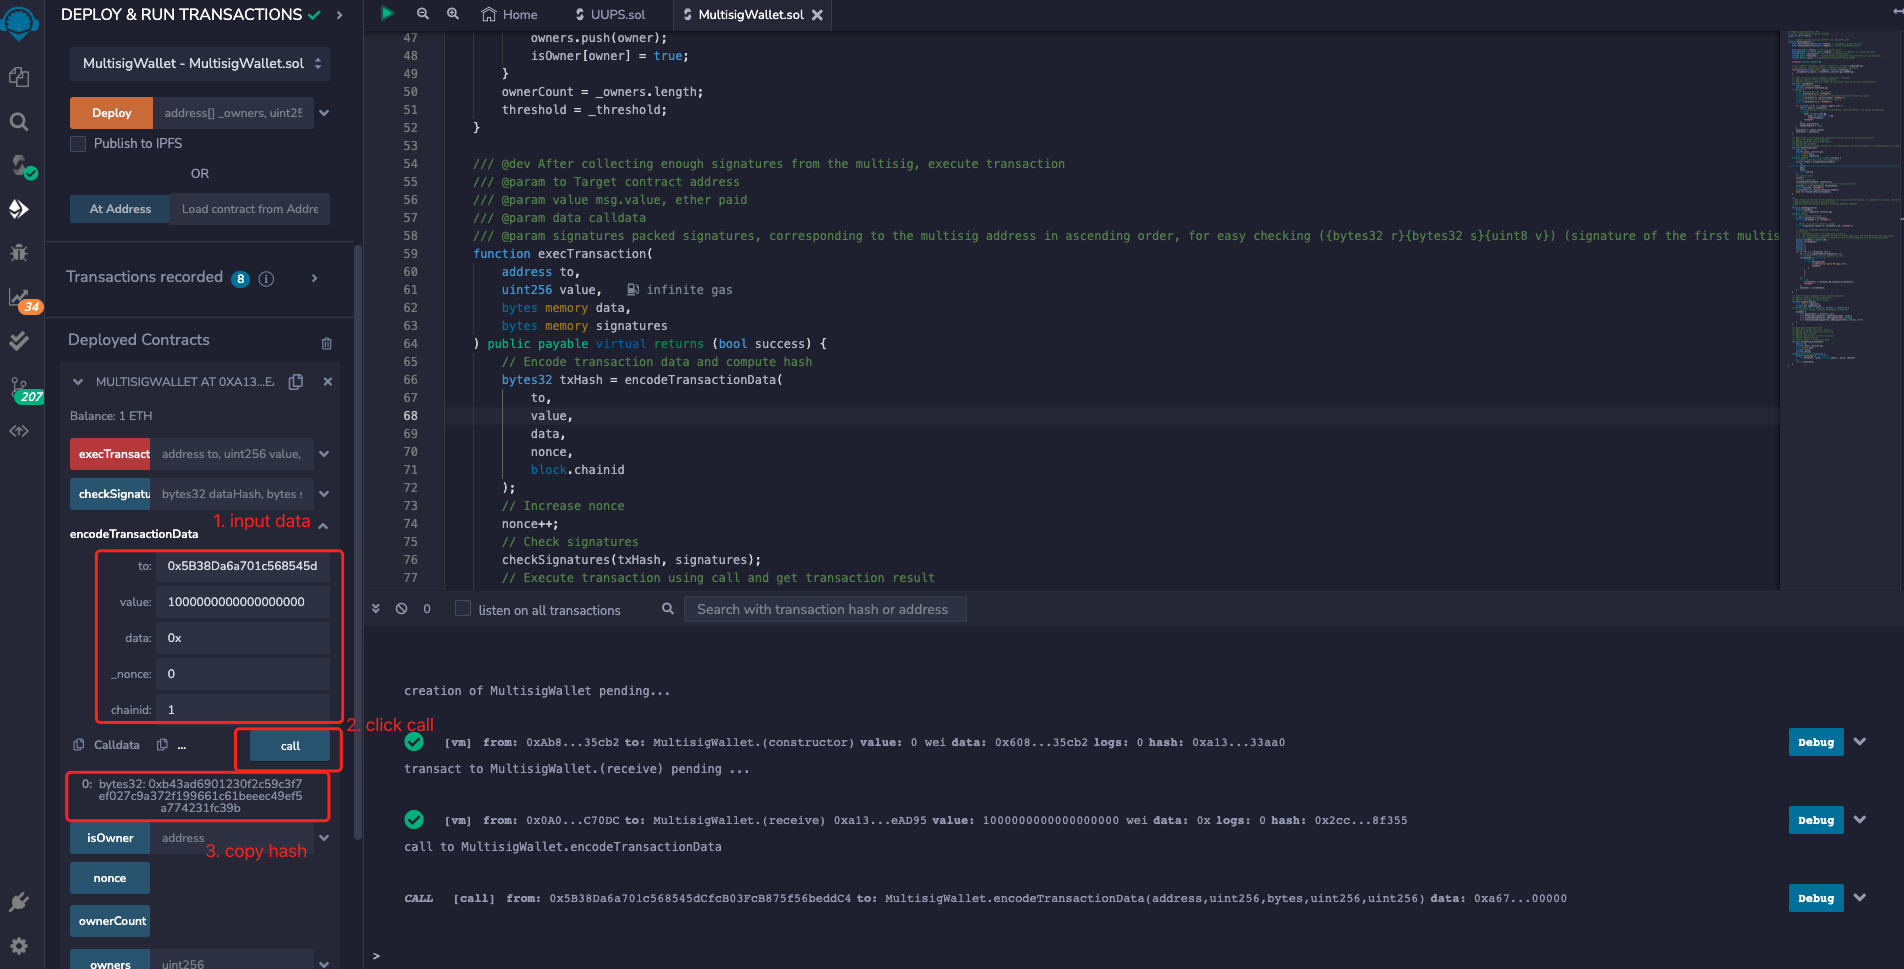 DEPLOY & RUN TRANSACTIONS
MultisigWallet - MultisigWallet.sol
Deploy address[] _owners, uint25
Publish to IPFS
OR
At Address Load contract from Addre
Transactions recorded 8
34
207
Deployed Contracts
MULTISIGWALLET AT 0XA13...E
Balance: 1 ETH
execTransact address to, uint256 value,
checkSignatu bytes32 dataHash, bytes s
1. input data
encodeTransactionData
to: 0x5B38Da6a701c568545d
value: 1000000000000000000
data: 0x
_nonce: 0
chainid: 1
2. click call
Calldata ... call
0: bytes32: 0xb43ad6901230f2c59c3f7
ef027c9a372f199661c61beeec49ef5
a774231fc39b
isOwner address
3. copy hash
nonce
ownerCount
owners uint256
Home UUPS.sol MultisigWallet.sol
47 owners.push(owner);
48 isOwner[owner] = true;
49 }
50 ownerCount = _owners.length;
51 threshold = _threshold;
52 }
53
54 /// @dev After collecting enough signatures from the multisig, execute transaction
55 /// @param to Target contract address
56 /// @param value msg.value, ether paid
57 /// @param data calldata
58 /// @param signatures packed signatures, corresponding to the multisig address in ascending order, for easy checking ({bytes32 r}{bytes32 s}{uint8 v}) (signature of the first multis
59 function execTransaction(
60 address to,
61 uint256 value, infinite gas
62 bytes memory data,
63 bytes memory signatures
64 ) public payable virtual returns (bool success) {
65 // Encode transaction data and compute hash
66 bytes32 txHash = encodeTransactionData(
67 to,
68 value,
69 data,
70 nonce,
71 block.chainid
72 );
73 // Increase nonce
74 nonce++;
75 // Check signatures
76 checkSignatures(txHash, signatures);
77 // Execute transaction using call and get transaction result
0 listen on all transactions Search with transaction hash or address
creation of MultisigWallet pending...
[vm] from: 0xAb8...35cb2 to: MultisigWallet.(constructor) value: 0 wei data: 0x608...35cb2 logs: 0 hash: 0xa13...33aa0 Debug
transact to MultisigWallet.(receive) pending ...
[vm] from: 0x0A0...C70DC to: MultisigWallet.(receive) 0xa13...eAD95 value: 1000000000000000000 wei data: 0x logs: 0 hash: 0x2cc...8f355 Debug
call to MultisigWallet.encodeTransactionData
CALL [call] from: 0x5B38Da6a701c568545dCfcB03FcB875f56beddC4 to: MultisigWallet.encodeTransactionData(address,uint256,bytes,uint256,uint256) data: 0xa67...00000 Debug
>